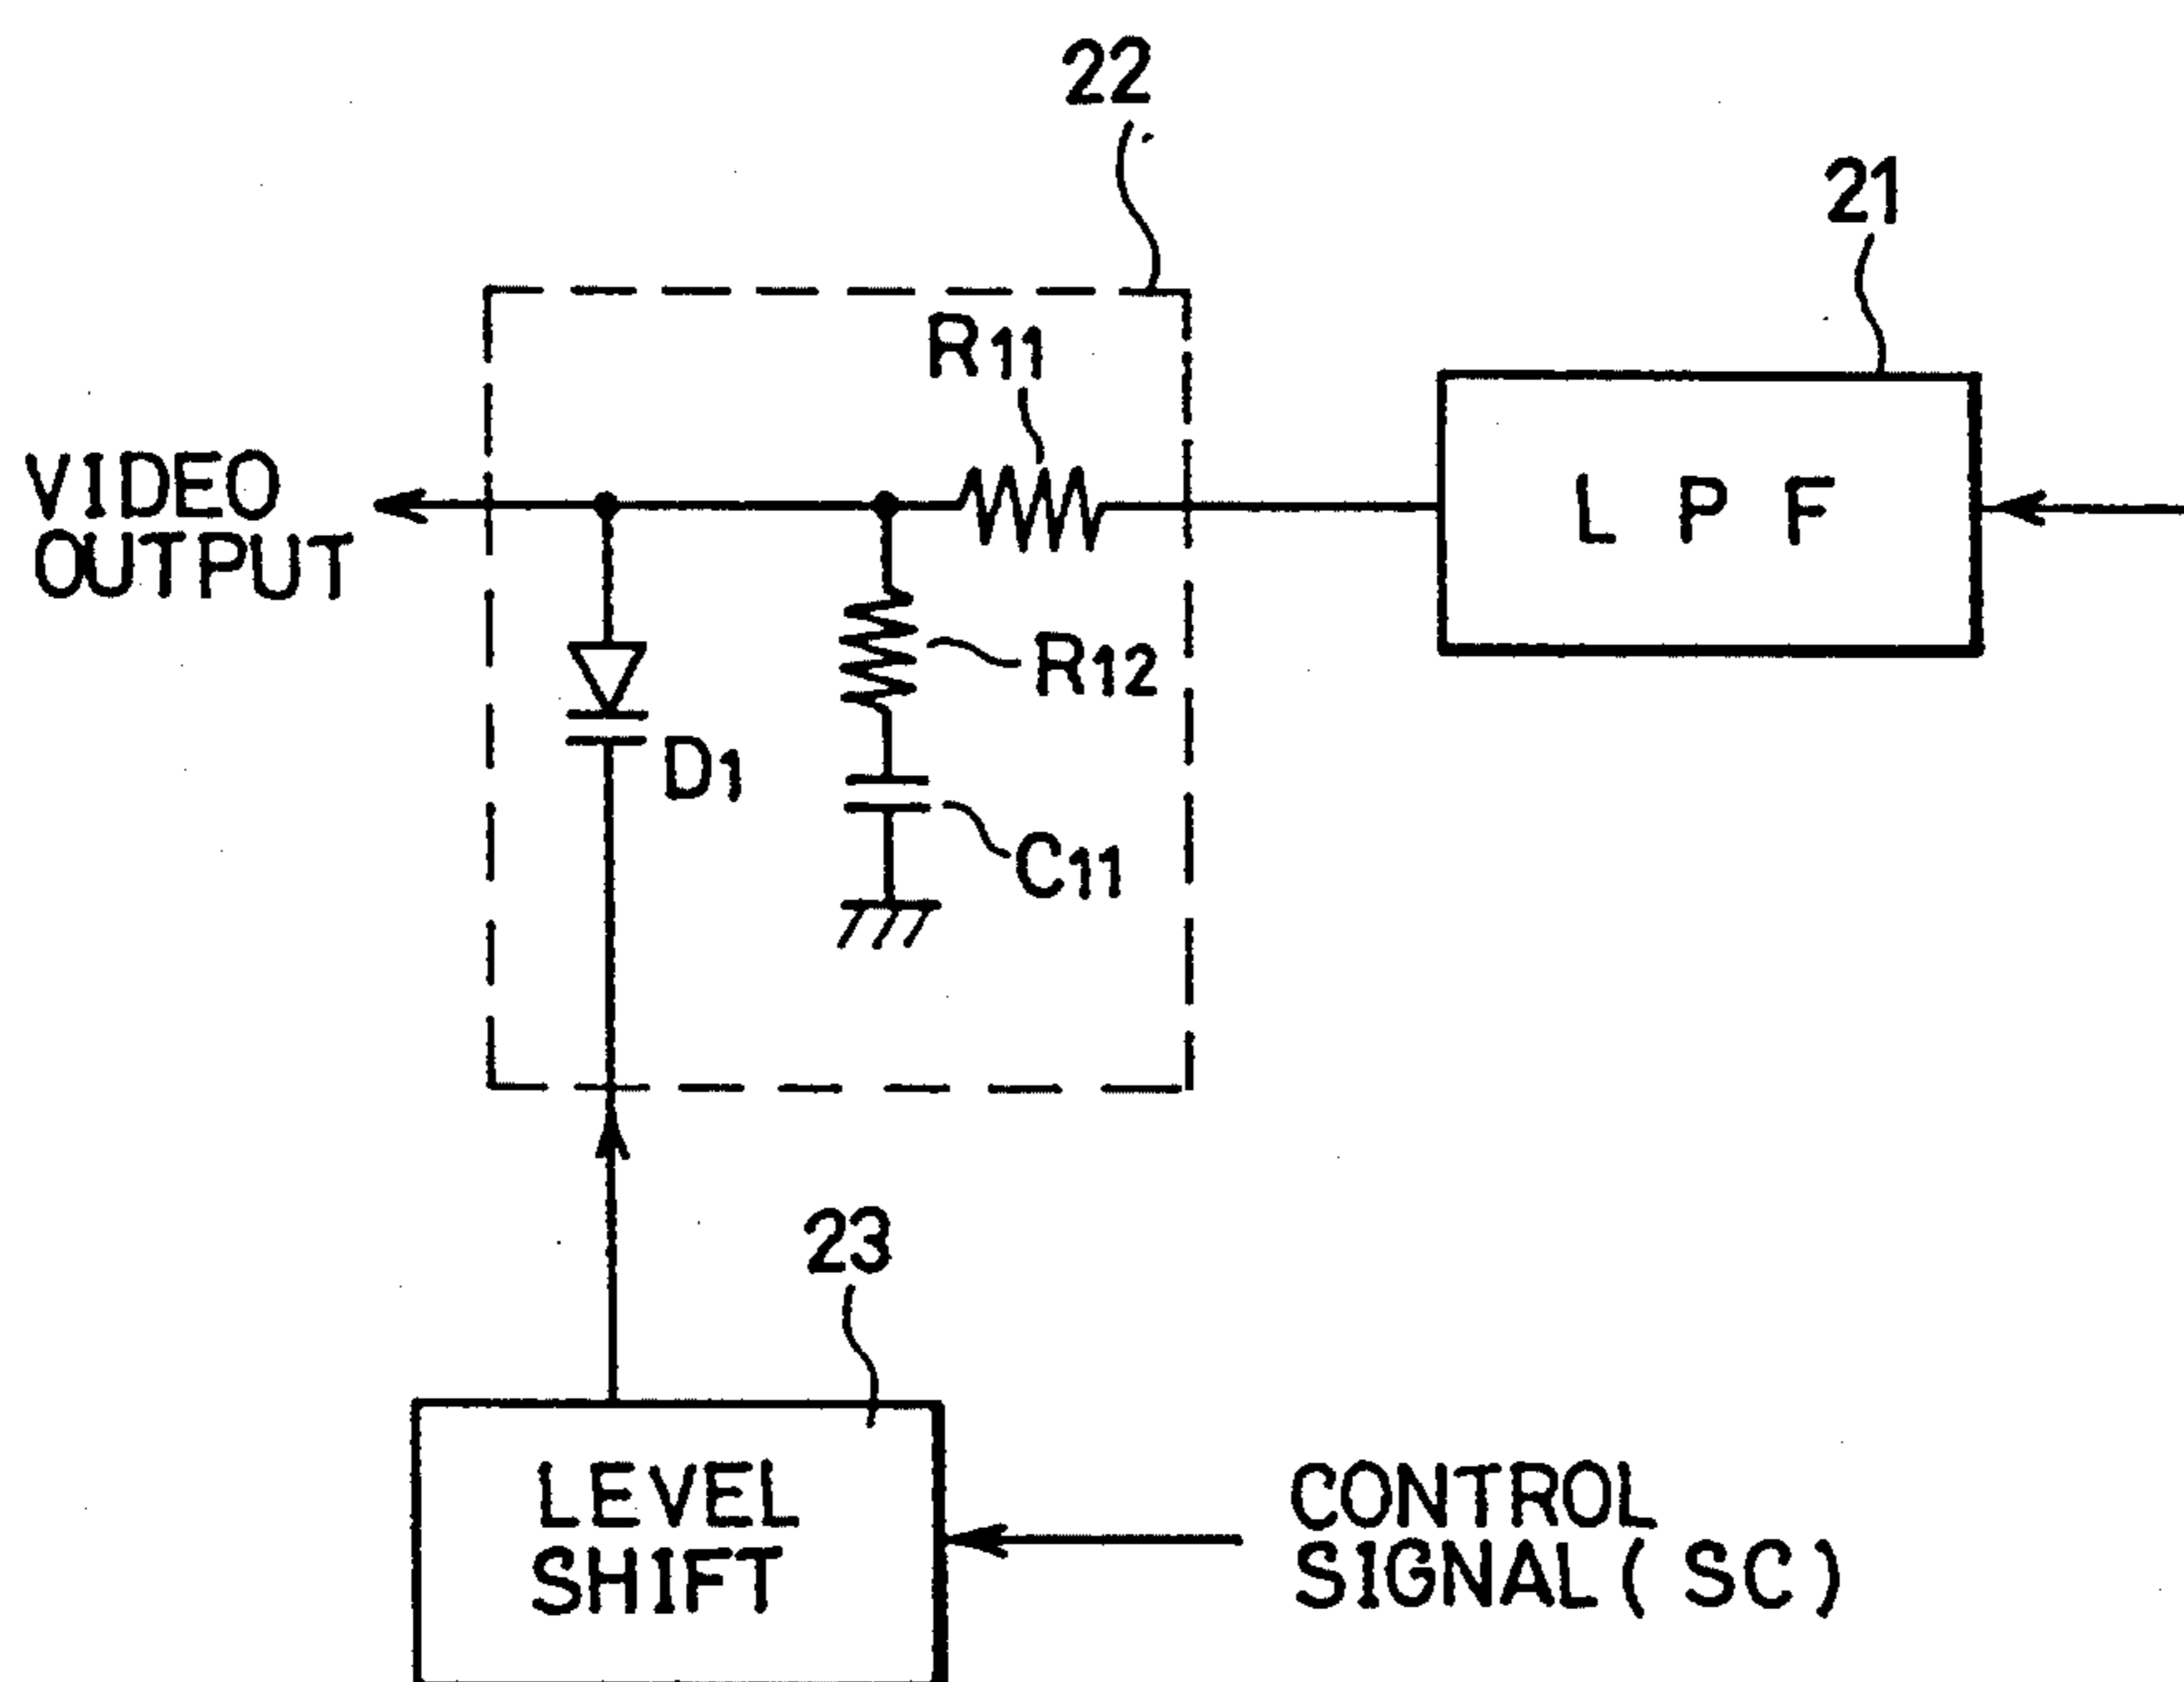 22
21
R11
VIDEO
OUTPUT
L P F
R12
D1
C11
23
LEVEL
SHIFT
CONTROL
SIGNAL ( SC )